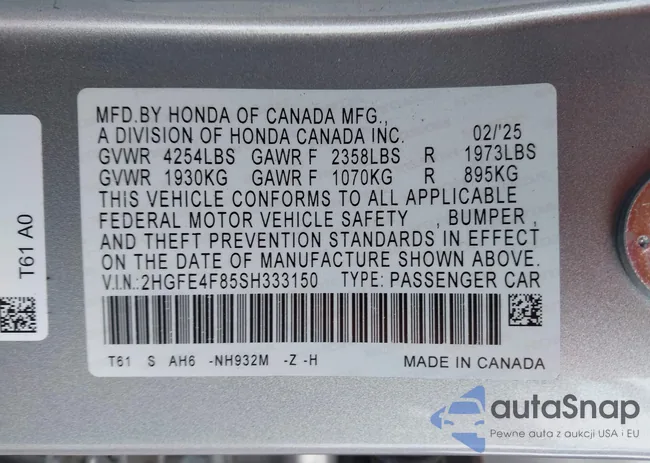 MFD.BY HONDA OF CANADA MFG.,
A DIVISION OF HONDA CANADA INC. 02/'25
GVWR 4254LBS GAWR F 2358LBS R 1973LBS
GVWR 1930KG GAWR F 1070KG R 895KG
THIS VEHICLE CONFORMS TO ALL APPLICABLE
FEDERAL MOTOR VEHICLE SAFETY , BUMPER ,
AND THEFT PREVENTION STANDARDS IN EFFECT
ON THE DATE OF MANUFACTURE SHOWN ABOVE.
V.I.N.:2HGFE4F85SH333150 TYPE: PASSENGER CAR
T61 S AH6 -NH932M -Z -H MADE IN CANADA
T61 A0
autaSnap
Pewne auta z aukcji USA i EU